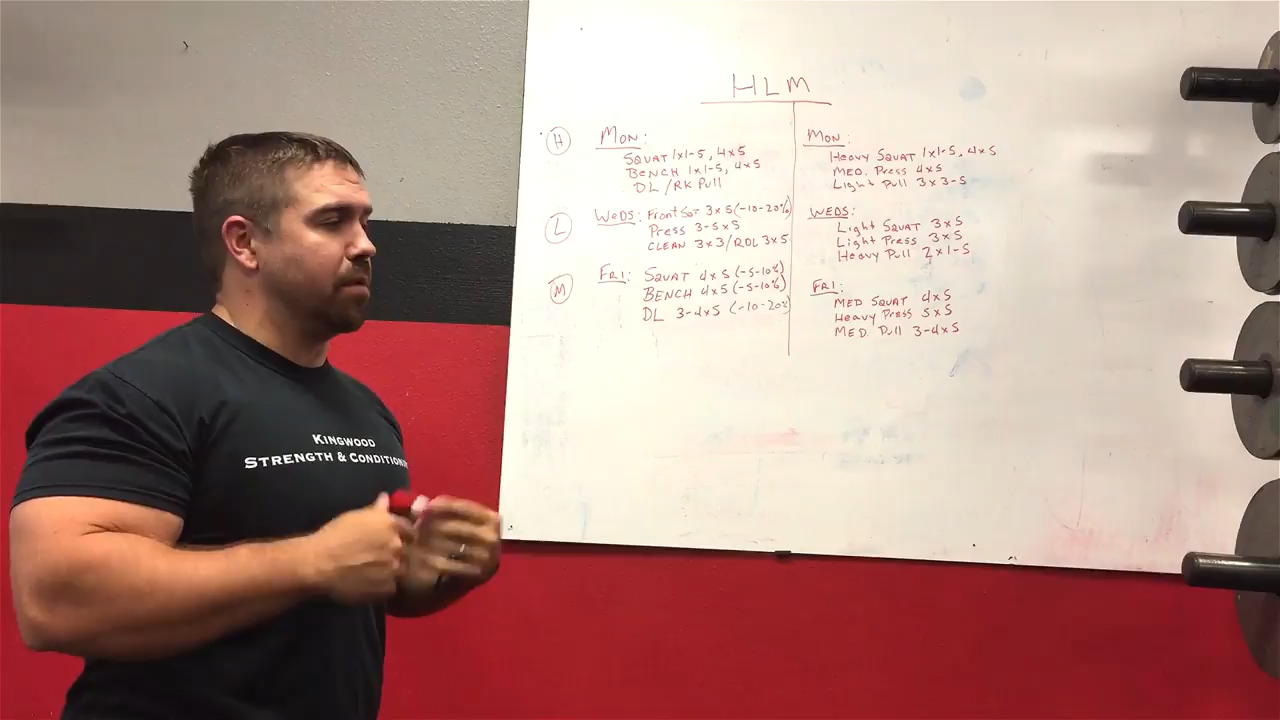 HLM
H
MON:
SQUAT 1x1-5, 4x5
BENCH 1x1-5, 4x5
DL / RK PULL
L
WEDS: FRONT SQT 3x5 (-10-20%)
PRESS 3-5x5
CLEAN 3x3/RDL 3x5
M
FRI: SQUAT 4x5 (-5-10%)
BENCH 4x5 (-5-10%)
DL 3-4x5 (-10-20%)
MON:
Heavy SQUAT 1x1-5, 4x5
MED. Press 4x5
Light Pull 3x3-5
WEDS:
Light SQUAT 3x5
Light Press 3x5
Heavy Pull 2x1-5
FRI:
MED SQUAT 4x5
Heavy Press 5x5
MED. Pull 3-4x5
KINGWOOD
STRENGTH & CONDITION